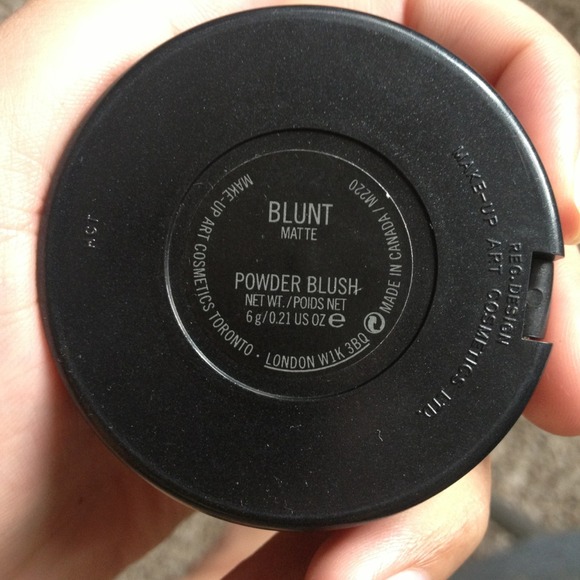 BLUNT
MATTE
POWDER BLUSH
NET WT./POIDS NET
6 g/0.21 US OZ e
MAKE-UP ART COSMETICS TORONTO · LONDON W1K 3BQ
MADE IN CANADA / M220
MAKE-UP ART COSMETICS LTD.
REG.DESIGN